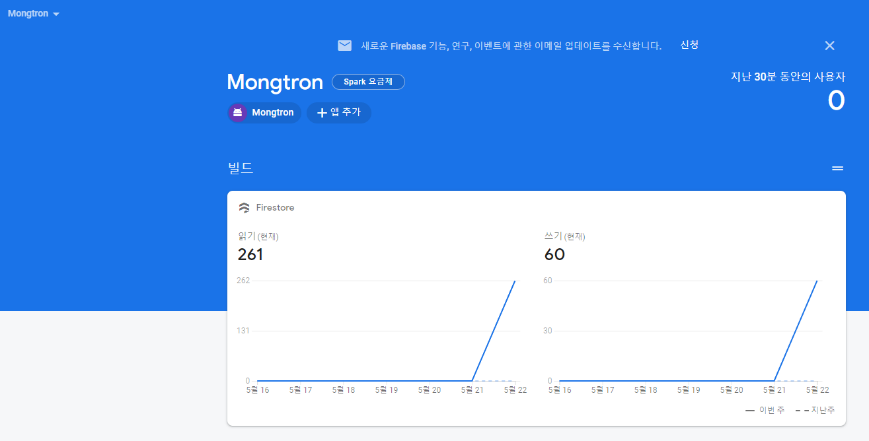 Mongtron
새로운 Firebase 기능, 연구, 이벤트에 관한 이메일 업데이트를 수신합니다. 신청
Mongtron Spark 요금제
지난 30분 동안의 사용자
0
Mongtron + 앱 추가
빌드
Firestore
읽기 (현재)
261
262
131
0
5월 16 5월 17 5월 18 5월 19 5월 20 5월 21 5월 22
쓰기 (현재)
60
60
30
0
5월 16 5월 17 5월 18 5월 19 5월 20 5월 21 5월 22
이번 주 지난주